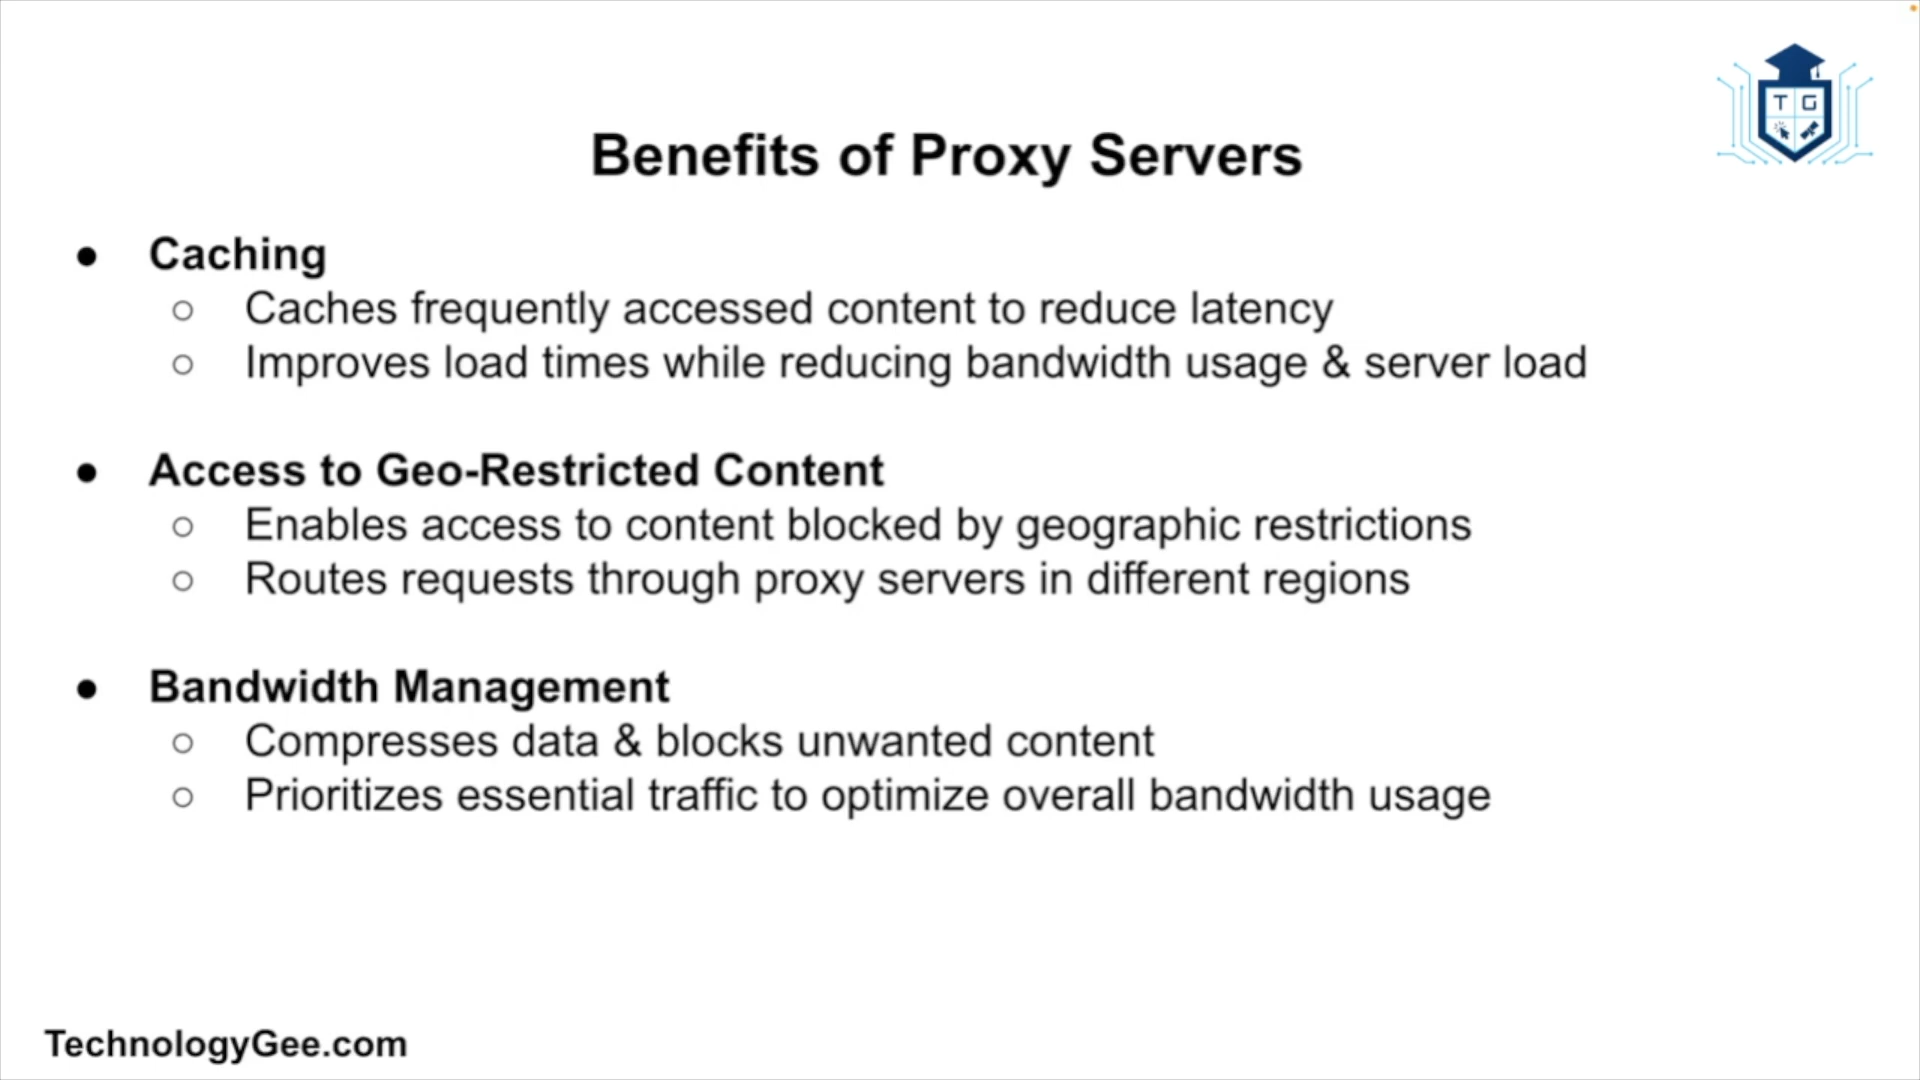 T G
Benefits of Proxy Servers
● Caching
○ Caches frequently accessed content to reduce latency
○ Improves load times while reducing bandwidth usage & server load
● Access to Geo-Restricted Content
○ Enables access to content blocked by geographic restrictions
○ Routes requests through proxy servers in different regions
● Bandwidth Management
○ Compresses data & blocks unwanted content
○ Prioritizes essential traffic to optimize overall bandwidth usage
TechnologyGee.com